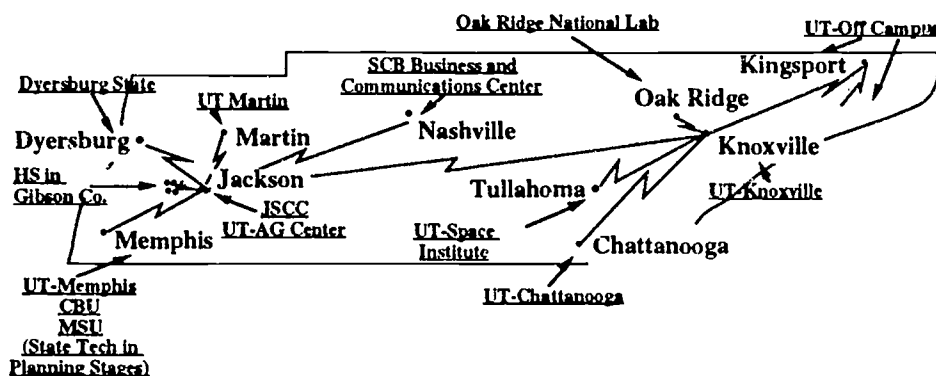 Oak Ridge National Lab
UT-Off Campus
Kingsport
SCB Business and
Communications Center
Dyersburg State
UT Martin
Oak Ridge
Dyersburg
Martin
Nashville
Knoxville
HS in
Gibson Co.
Jackson
Tullahoma
UT-Knoxville
JSCC
UT-AG Center
UT-Space
Institute
Memphis
Chattanooga
UT-Memphis
CBU
MSU
(State Tech in
Planning Stages)
UT-Chattanooga